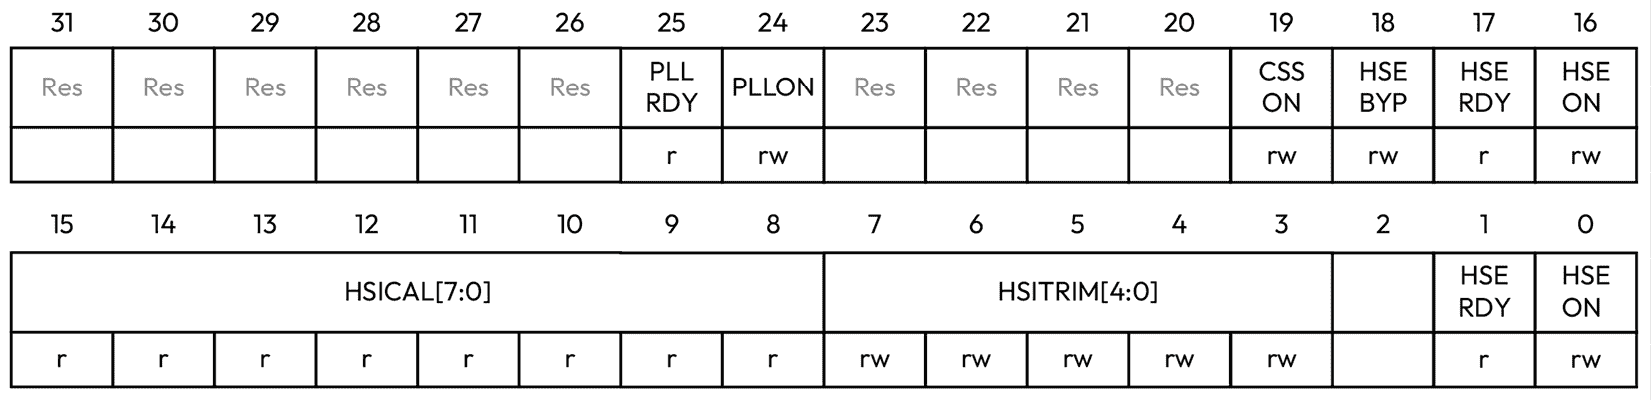 31 30 29 28 27 26 25 24 23 22 21 20 19 18 17 16
Res Res Res Res Res Res PLL RDY PLLON Res Res Res Res CSS ON HSE BYP HSE RDY HSE ON
r rw rw rw r rw
15 14 13 12 11 10 9 8 7 6 5 4 3 2 1 0
HSICAL[7:0] HSITRIM[4:0] HSE RDY HSE ON
r r r r r r r r rw rw rw rw rw r rw